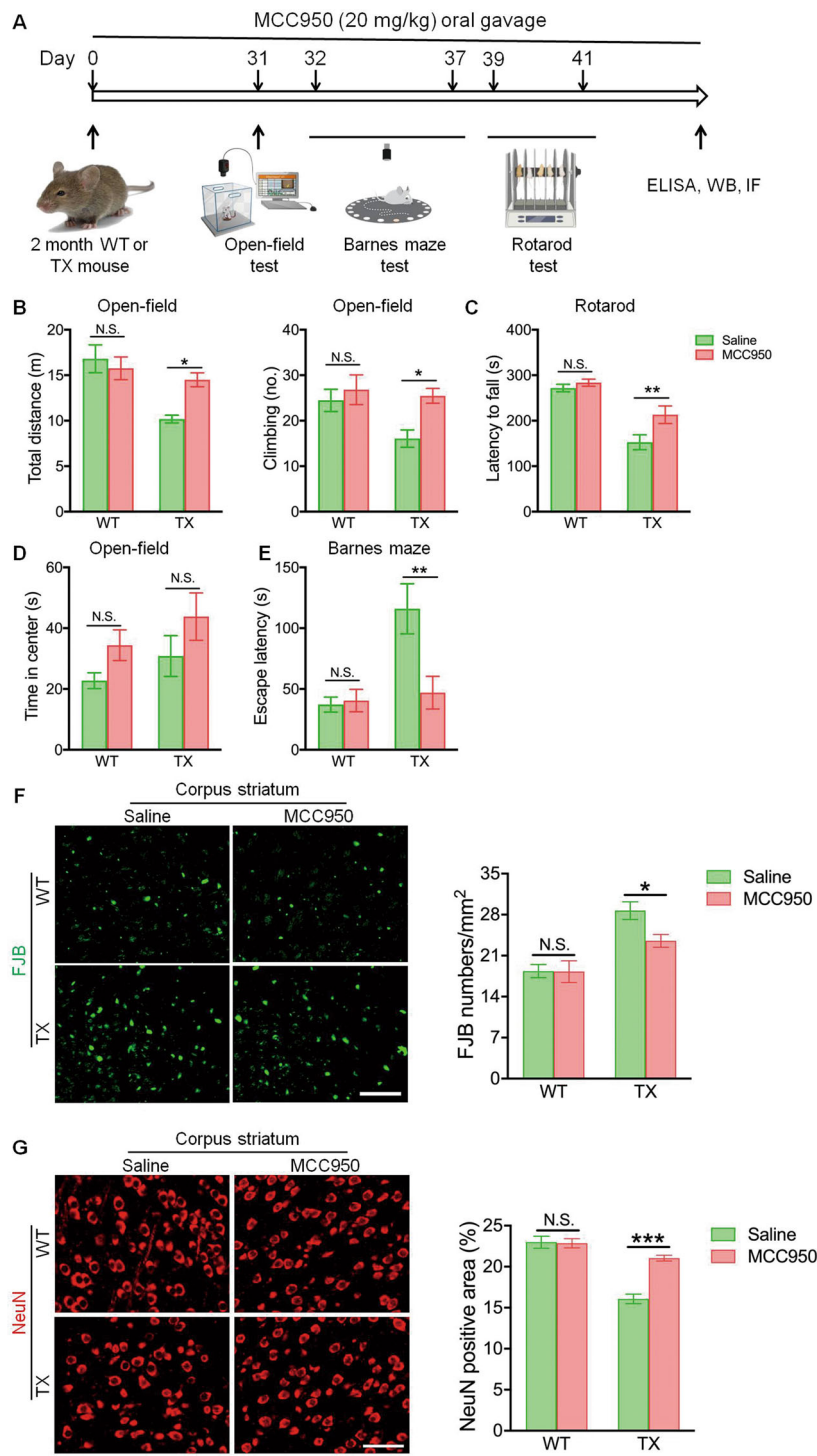 A
MCC950 (20 mg/kg) oral gavage
Day 0 31 32 37 39 41
2 month WT or
TX mouse
Open-field
test
Barnes maze
test
Rotarod
test
ELISA, WB, IF
B
Open-field
Total distance (m)
20
15
10
5
0
N.S.
*
WT
TX
Open-field
Climbing (no.)
40
30
20
10
0
N.S.
*
WT
TX
C
Rotarod
Latency to fall (s)
400
300
200
100
0
N.S.
**
WT
TX
Saline
MCC950
D
Open-field
Time in center (s)
60
40
20
0
N.S.
N.S.
WT
TX
E
Barnes maze
Escape latency (s)
150
100
50
0
N.S.
**
WT
TX
F
Corpus striatum
Saline
MCC950
FJB
WT
TX
FJB numbers/mm²
35
28
21
14
7
0
N.S.
*
WT
TX
Saline
MCC950
G
Corpus striatum
Saline
MCC950
NeuN
WT
TX
NeuN positive area (%)
25
20
15
10
5
0
N.S.
***
WT
TX
Saline
MCC950